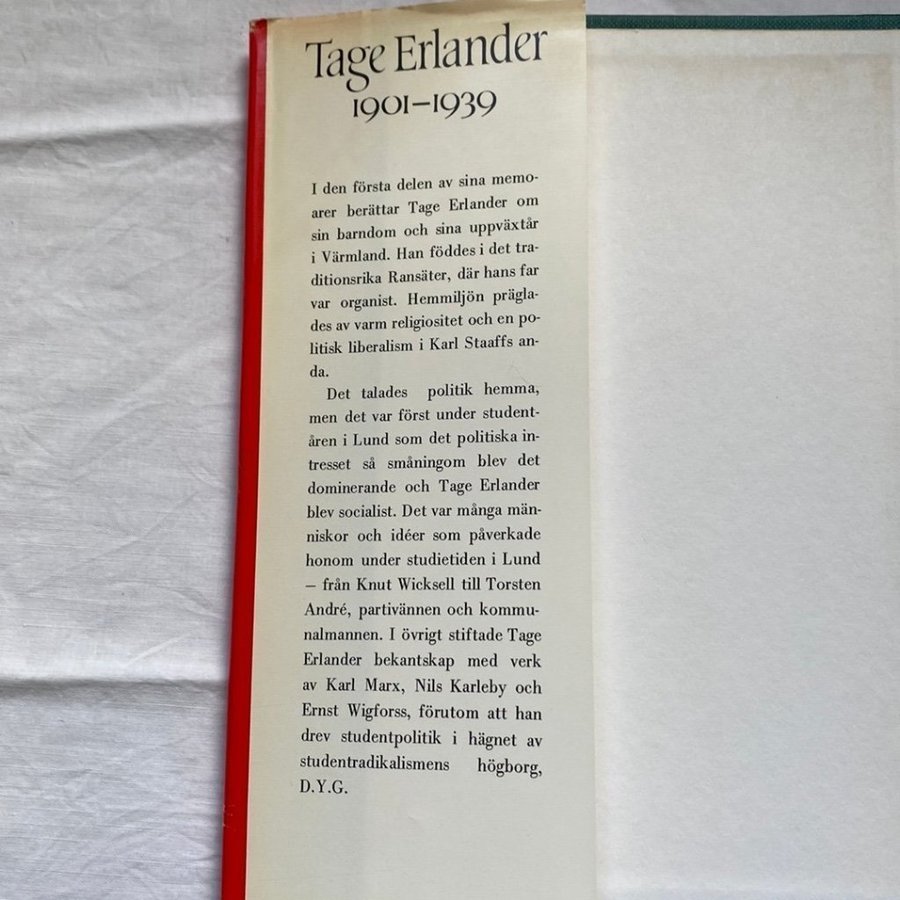 Tage Erlander
1901–1939
I den första delen av sina memo-
arer berättar Tage Erlander om
sin barndom och sina uppväxtår
i Värmland. Han föddes i det tra-
ditionsrika Ransäter, där hans far
var organist. Hemmiljön prägla-
des av varm religiositet och en po-
litisk liberalism i Karl Staaffs an-
da.
Det talades politik hemma,
men det var först under student-
åren i Lund som det politiska in-
tresset så småningom blev det
dominerande och Tage Erlander
blev socialist. Det var många män-
niskor och idéer som påverkade
honom under studietiden i Lund
– från Knut Wicksell till Torsten
André, partivännen och kommu-
nalmannen. I övrigt stiftade Tage
Erlander bekantskap med verk
av Karl Marx, Nils Karleby och
Ernst Wigforss, förutom att han
drev studentpolitik i hägnet av
studentradikalismens högborg,
D.Y.G.